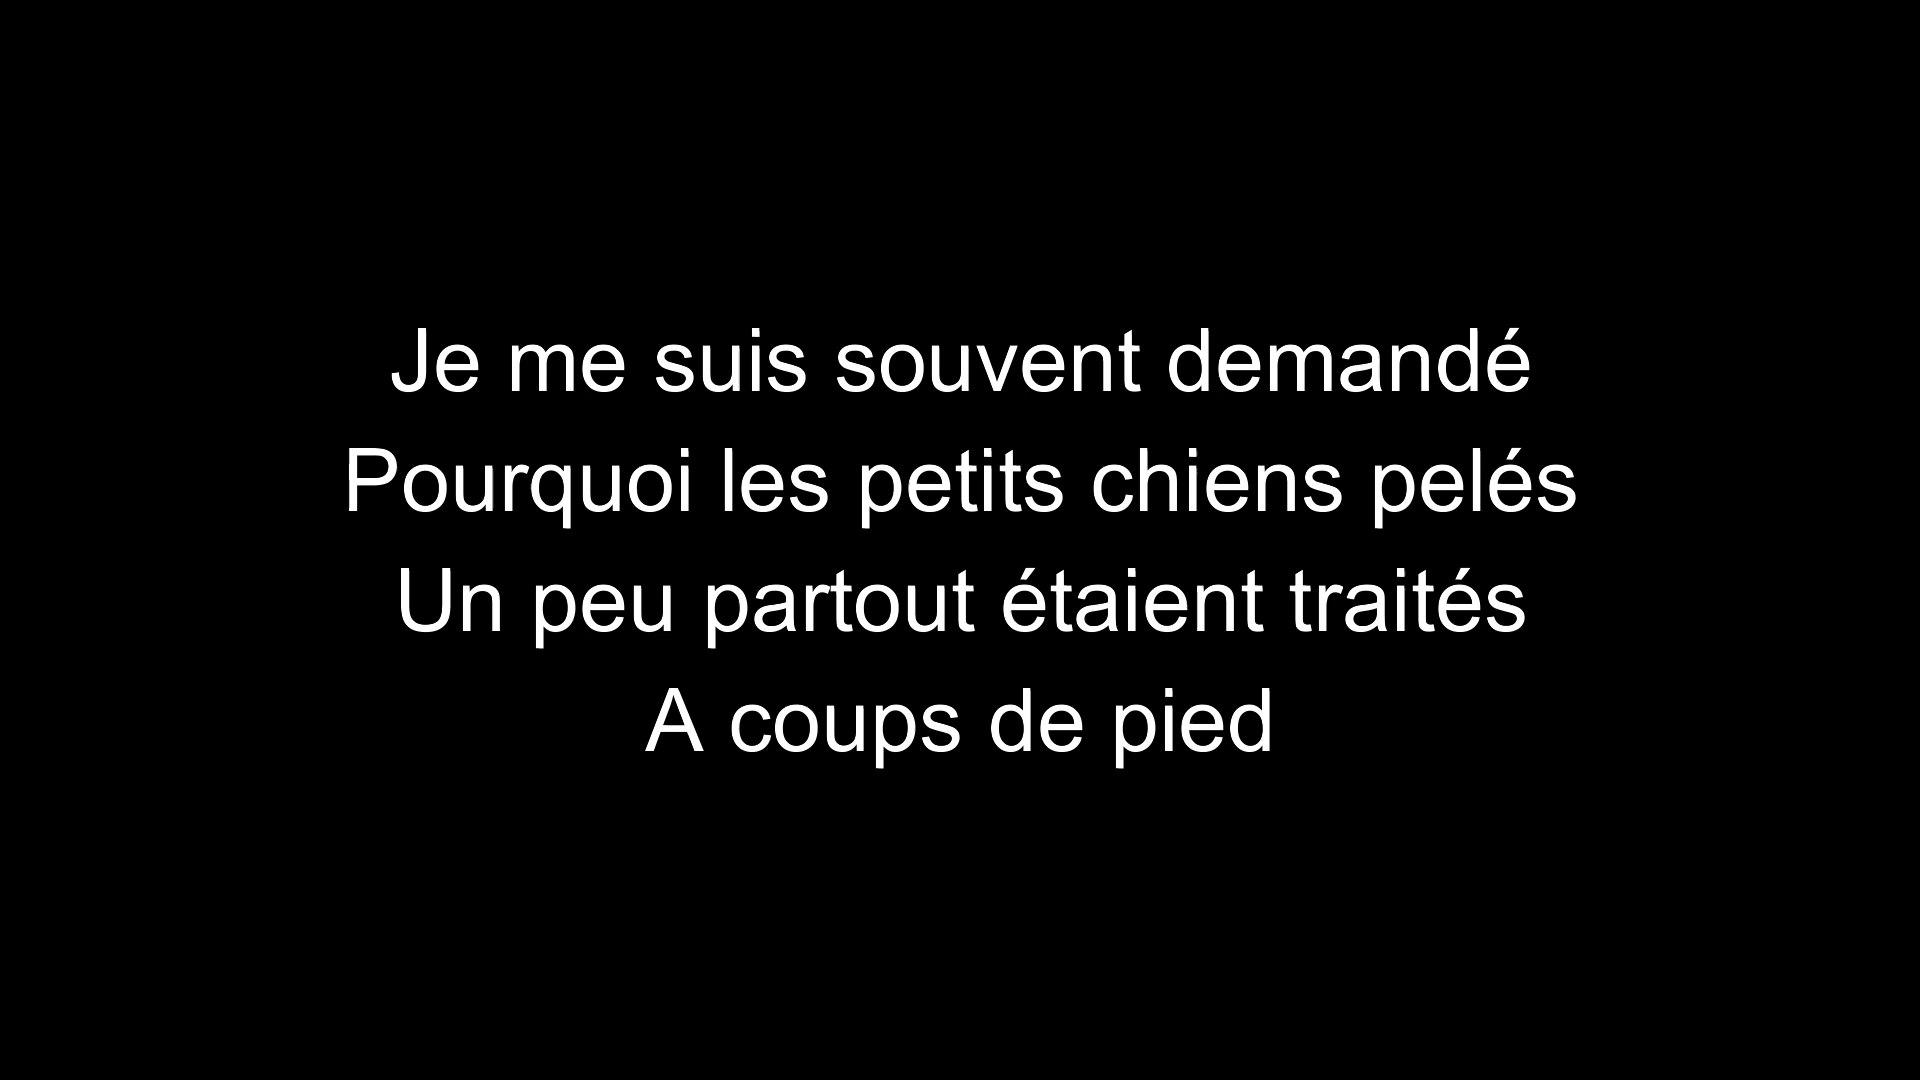 Je me suis souvent demandé
Pourquoi les petits chiens pelés
Un peu partout étaient traités
A coups de pied